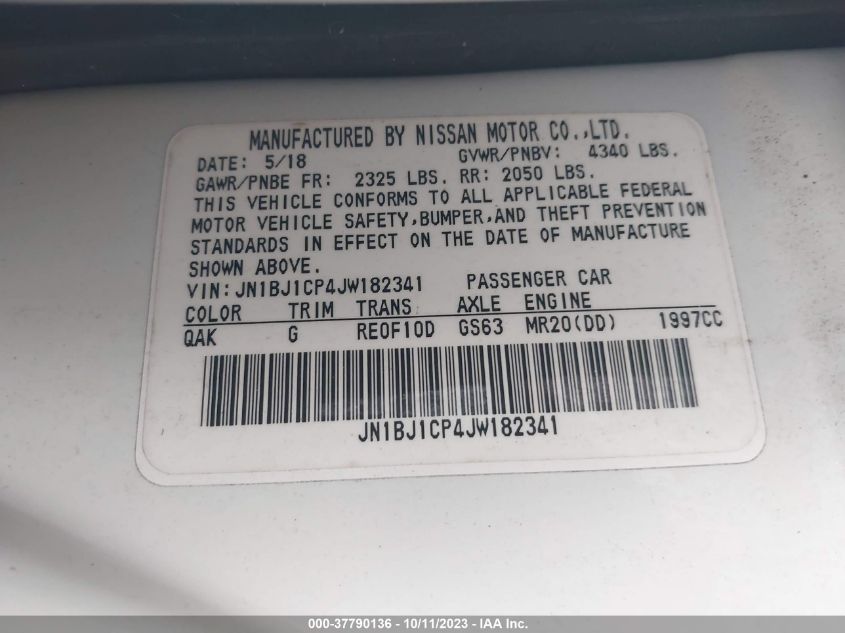 MANUFACTURED BY NISSAN MOTOR CO.,LTD.
DATE: 5/18 GVWR/PNBV: 4340 LBS.
GAWR/PNBE FR: 2325 LBS. RR: 2050 LBS.
THIS VEHICLE CONFORMS TO ALL APPLICABLE FEDERAL
MOTOR VEHICLE SAFETY,BUMPER,AND THEFT PREVENTION
STANDARDS IN EFFECT ON THE DATE OF MANUFACTURE
SHOWN ABOVE.
VIN:JN1BJ1CP4JW182341 PASSENGER CAR
COLOR TRIM TRANS AXLE ENGINE
QAK G RE0F10D GS63 MR20(DD) 1997CC
JN1BJ1CP4JW182341
000-37790136 - 10/11/2023 - IAA Inc.